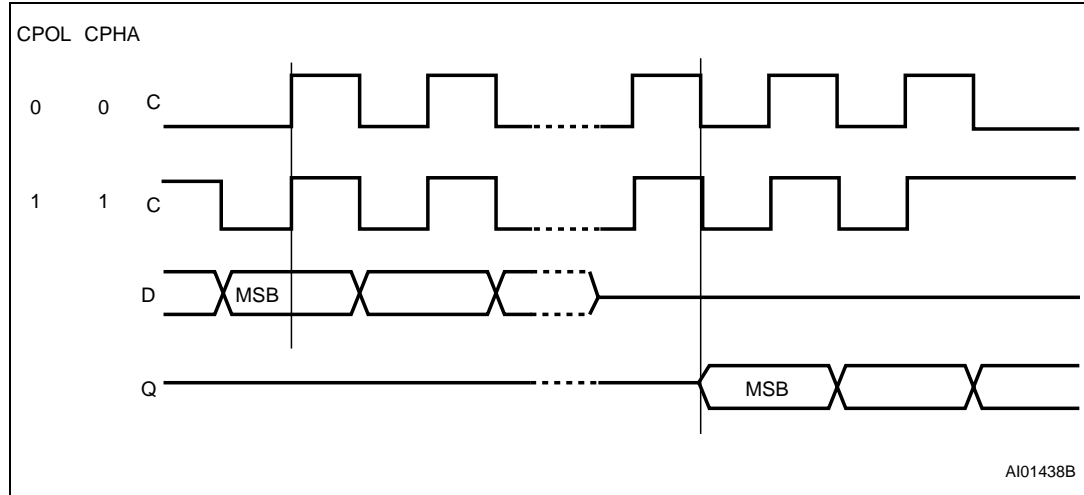 CPOL CPHA
0 0 C
1 1 C
D MSB
Q MSB
AI01438B